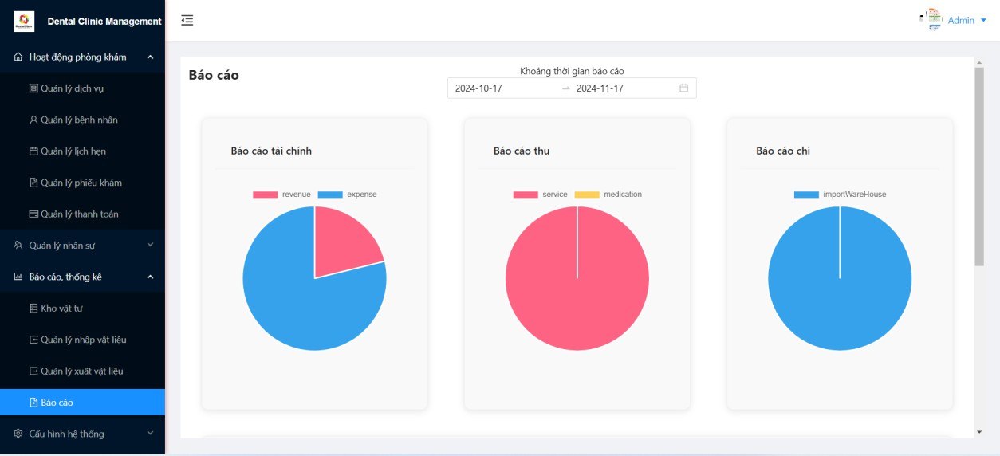 Dental Clinic Management
Admin
Hoạt động phòng khám
Quản lý dịch vụ
Quản lý bệnh nhân
Quản lý lịch hẹn
Quản lý phiếu khám
Quản lý thanh toán
Quản lý nhân sự
Báo cáo, thống kê
Kho vật tư
Quản lý nhập vật liệu
Quản lý xuất vật liệu
Báo cáo
Cấu hình hệ thống
Báo cáo
Khoảng thời gian báo cáo
2024-10-17 → 2024-11-17
Báo cáo tài chính
revenue expense
Báo cáo thu
service medication
Báo cáo chi
importWareHouse